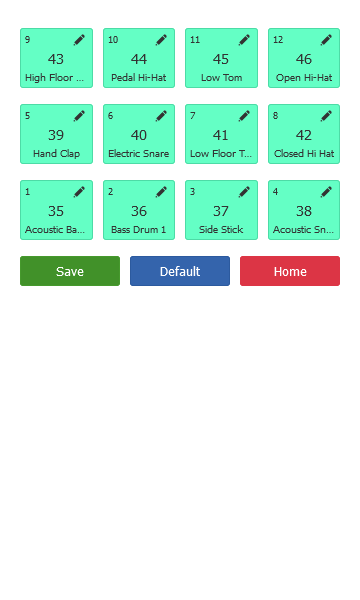 9 10 11 12
43 44 45 46
High Floor ... Pedal Hi-Hat Low Tom Open Hi-Hat
5 6 7 8
39 40 41 42
Hand Clap Electric Snare Low Floor T... Closed Hi Hat
1 2 3 4
35 36 37 38
Acoustic Ba... Bass Drum 1 Side Stick Acoustic Sn...
Save Default Home